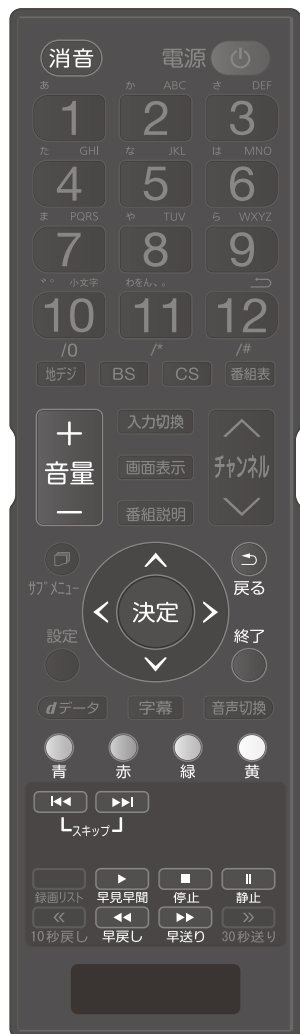 消音 電源
あ か ABC さ DEF
1 2 3
た GHI な JKL は MNO
4 5 6
ま PQRS や TUV ら WXYZ
7 8 9
小文字 わをん、。
10 11 12
/0 /* /#
地デジ BS CS 番組表
+ 入力切換
音量 画面表示 チャンネル
− 番組説明
サブメニュー 戻る
決定
設定 終了
dデータ 字幕 音声切換
青 赤 緑 黄
スキップ
録画リスト 早見早聞 停止 静止
10秒戻し 早戻し 早送り 30秒送り